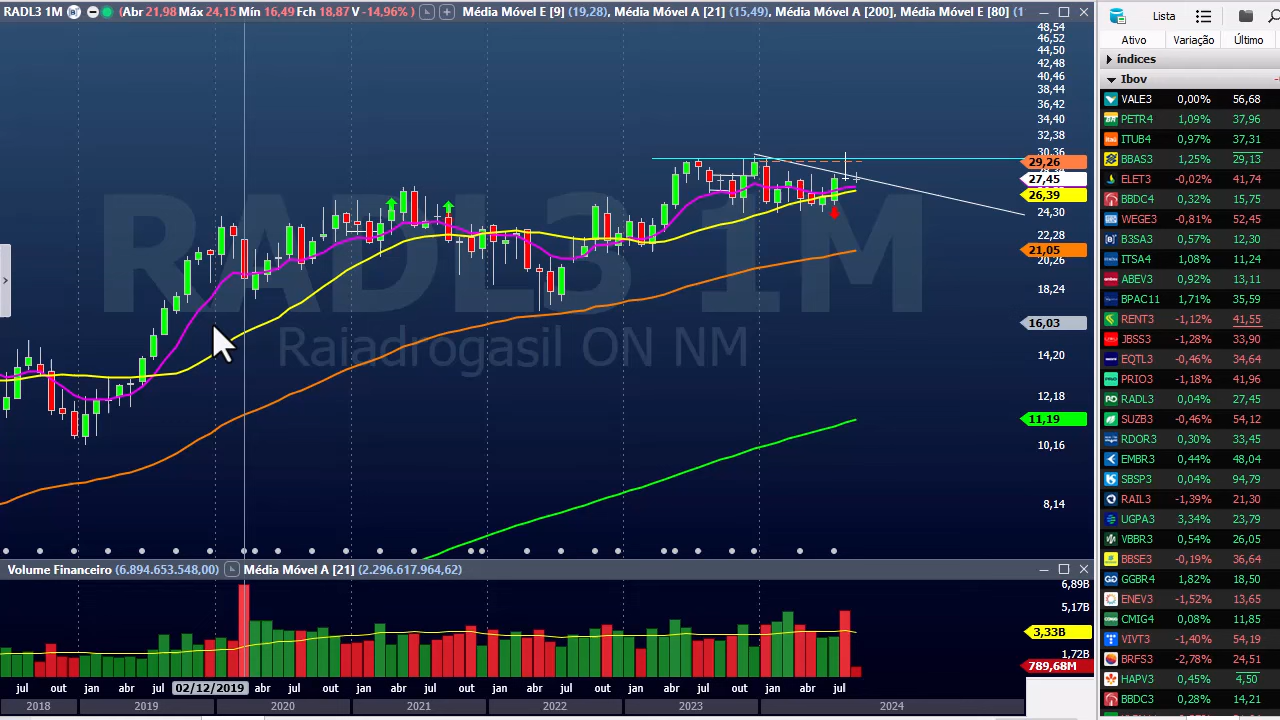 RADL3 1M (Abr 21,98 Máx 24,15 Mín 16,49 Fch 18,87 V -14,96% ) Média Móvel E [9] (19,28), Média Móvel A [21] (15,49), Média Móvel A [200], Média Móvel E [80] (1
48,54
46,52
44,50
42,48
40,46
38,44
36,42
34,40
32,38
30,36
29,26
27,45
26,39
24,30
22,28
21,05
20,26
18,24
16,03
14,20
12,18
11,19
10,16
8,14
RADL3 1M
Raiadrogasil ON NM
Volume Financeiro (6.894.653.548,00) Média Móvel A [21] (2.296.617.964,62)
6,89B
5,17B
3,33B
1,72B
789,68M
jul out jan abr jul 02/12/2019 abr jul out jan abr jul out jan abr jul out jan abr jul out jan abr jul
2018 2019 2020 2021 2022 2023 2024
Lista
Ativo Variação Último
índices
Ibov
VALE3 0,00% 56,68
PETR4 1,09% 37,96
ITUB4 0,97% 37,31
BBAS3 1,25% 29,13
ELET3 -0,02% 41,74
BBDC4 0,32% 15,75
WEGE3 -0,81% 52,45
B3SA3 0,57% 12,30
ITSA4 1,08% 11,24
ABEV3 0,92% 13,11
BPAC11 1,71% 35,59
RENT3 -1,12% 41,55
JBSS3 -1,28% 33,90
EQTL3 -0,46% 34,64
PRIO3 -1,18% 41,96
RADL3 0,04% 27,45
SUZB3 -0,46% 54,12
RDOR3 0,30% 33,45
EMBR3 0,44% 48,04
SBSP3 0,04% 94,79
RAIL3 -1,39% 21,30
UGPA3 3,34% 23,79
VBBR3 0,54% 26,05
BBSE3 -0,19% 36,64
GGBR4 1,82% 18,50
ENEV3 -1,52% 13,65
CMIG4 0,08% 11,85
VIVT3 -1,40% 54,19
BRFS3 -2,78% 24,51
HAPV3 0,45% 4,50
BBDC3 0,28% 14,21